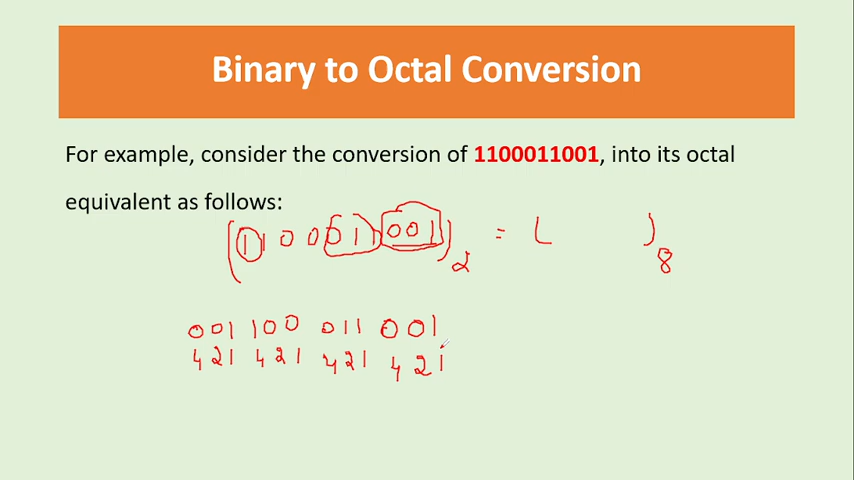 Binary to Octal Conversion
For example, consider the conversion of 1100011001, into its octal
equivalent as follows:
(1100011001)2 = ( )8
001 100 011 001
421 421 421 421